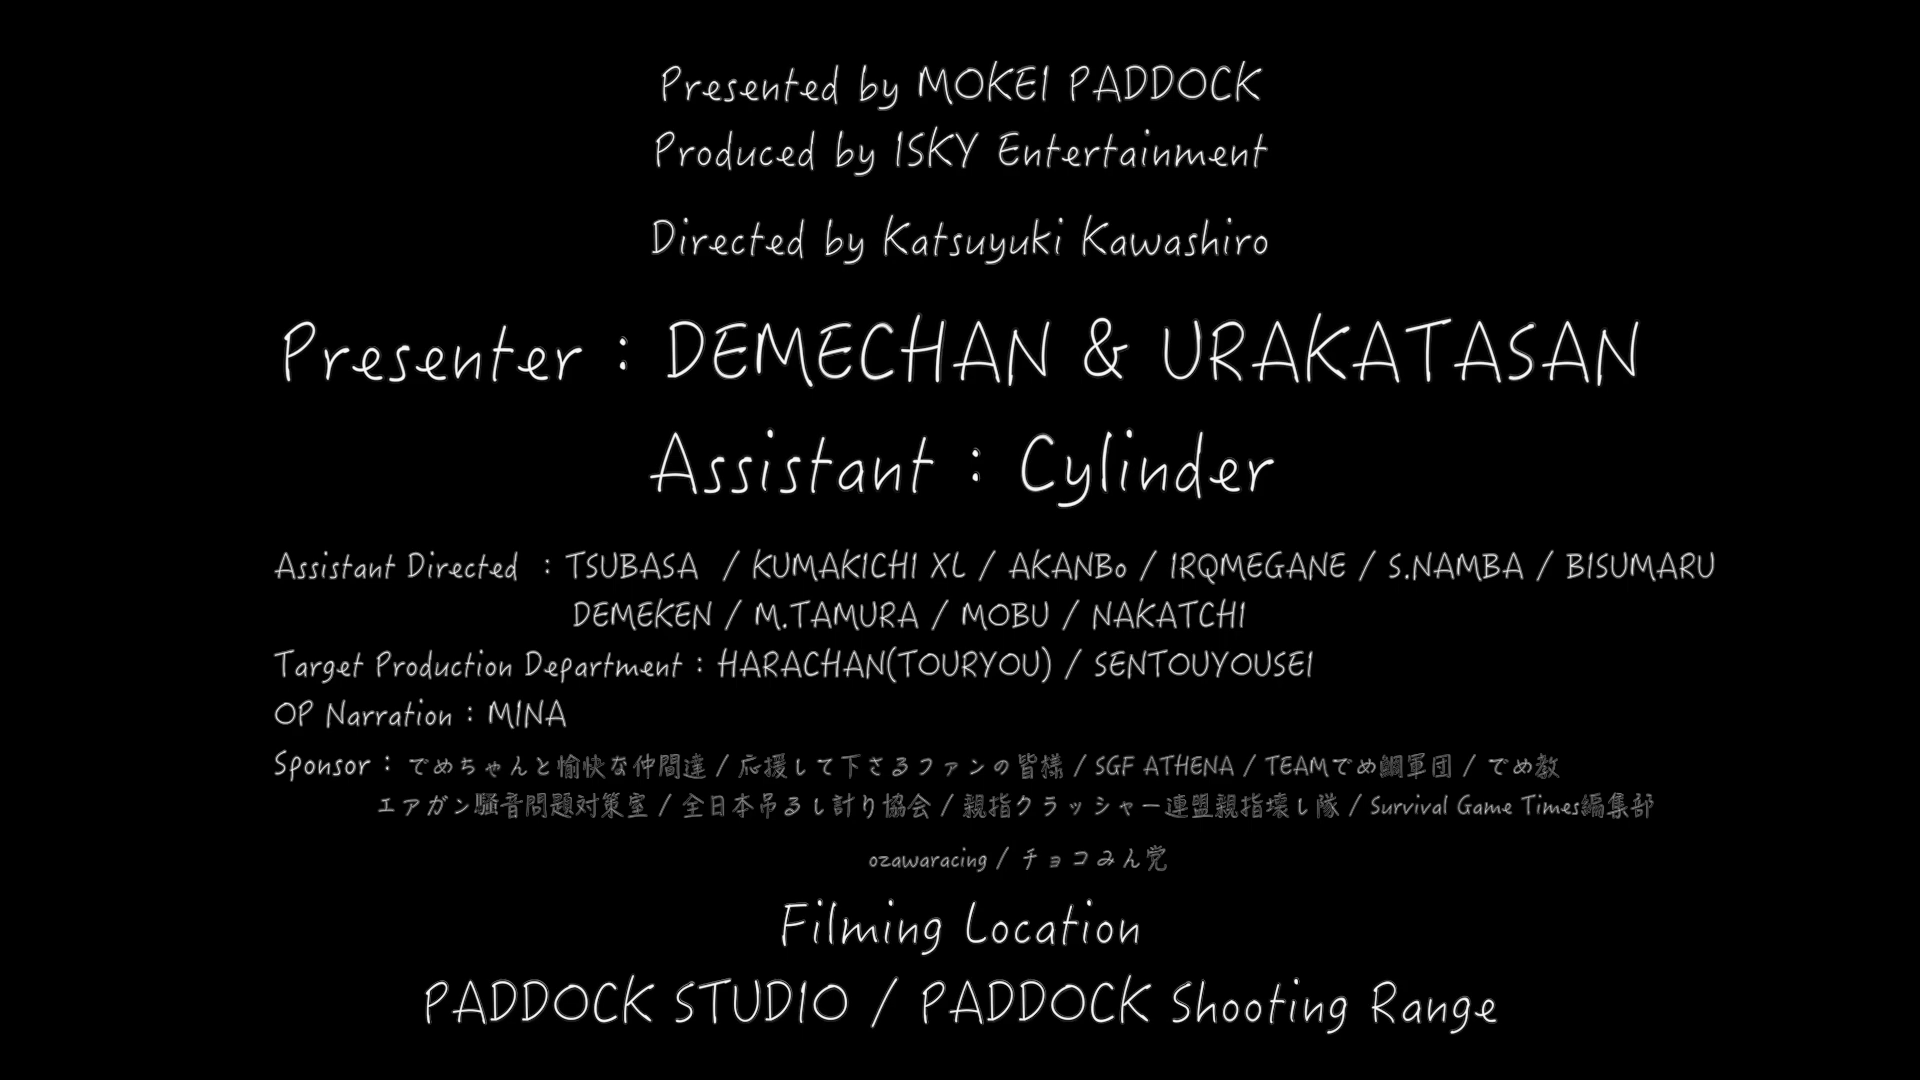 Presented by MOKEI PADDOCK
Produced by ISKY Entertainment
Directed by Katsuyuki Kawashiro
Presenter : DEMECHAN & URAKATASAN
Assistant : Cylinder
Assistant Directed : TSUBASA / KUMAKICHI XL / AKANBo / IRQMEGANE / S.NAMBA / BISUMARU
DEMEKEN / M.TAMURA / MOBU / NAKATCHI
Target Production Department : HARACHAN(TOURYOU) / SENTOUYOUSEI
OP Narration : MINA
Sponsor : でめちゃんと愉快な仲間達 / 応援して下さるファンの皆様 / SGF ATHENA / TEAMでめ鯛軍団 / でめ教
エアガン騒音問題対策室 / 全日本吊るし計り協会 / 親指クラッシャー連盟親指壊し隊 / Survival Game Times編集部
ozawaracing / チョコみん党
Filming Location
PADDOCK STUDIO / PADDOCK Shooting Range